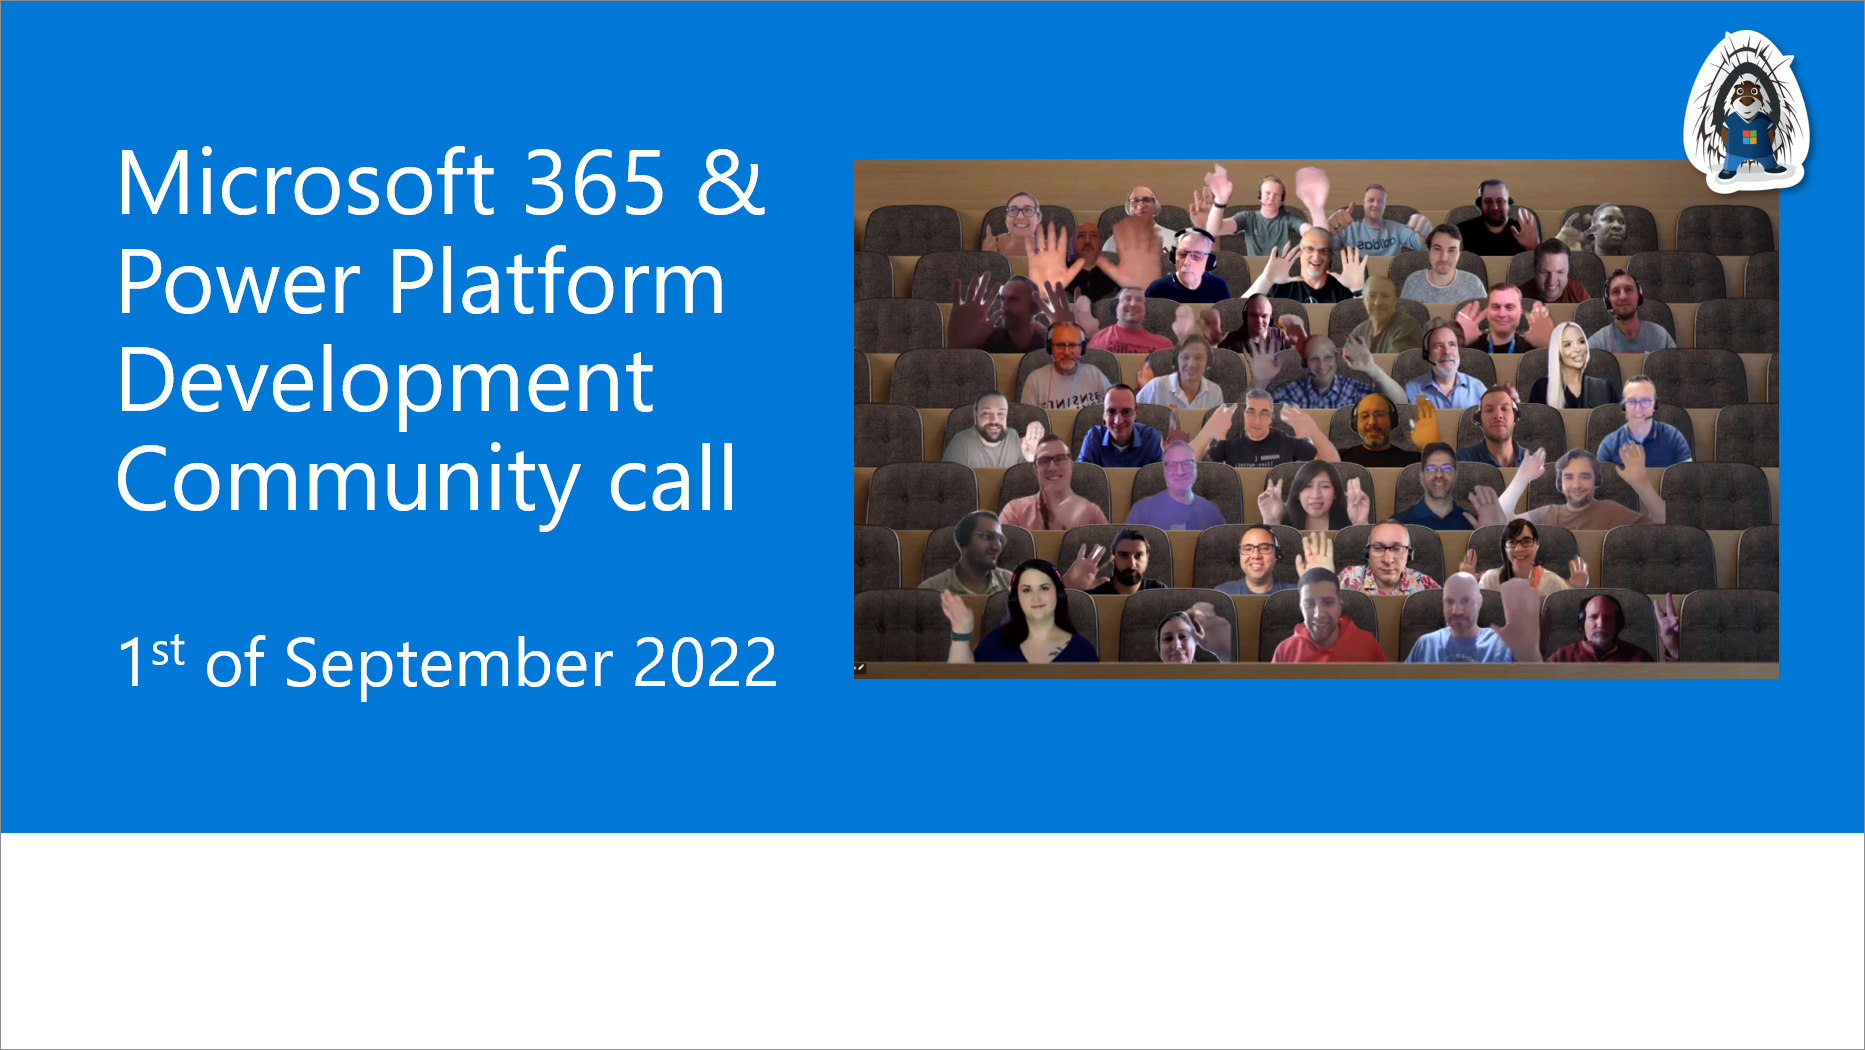 Microsoft 365 &
Power Platform
Development
Community call
1st of September 2022